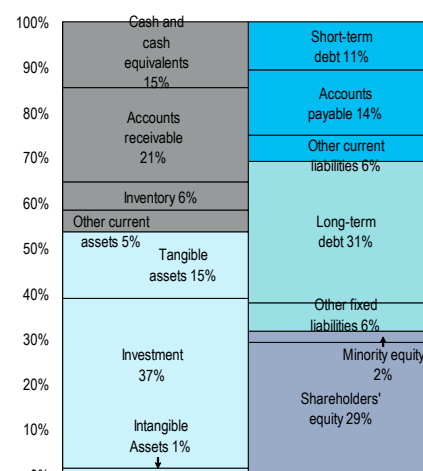 100%
90%
80%
70%
60%
50%
40%
30%
20%
10%
Cash and
cash
equivalents
15%
Accounts
receivable
21%
Inventory 6%
Other current
assets 5%
Tangible
assets 15%
Investment
37%
Intangible
Assets 1%
Short-term
debt 11%
Accounts
payable 14%
Other current
liabilities 6%
Long-term
debt 31%
Other fixed
liabilities 6%
Minority equity
2%
Shareholders'
equity 29%